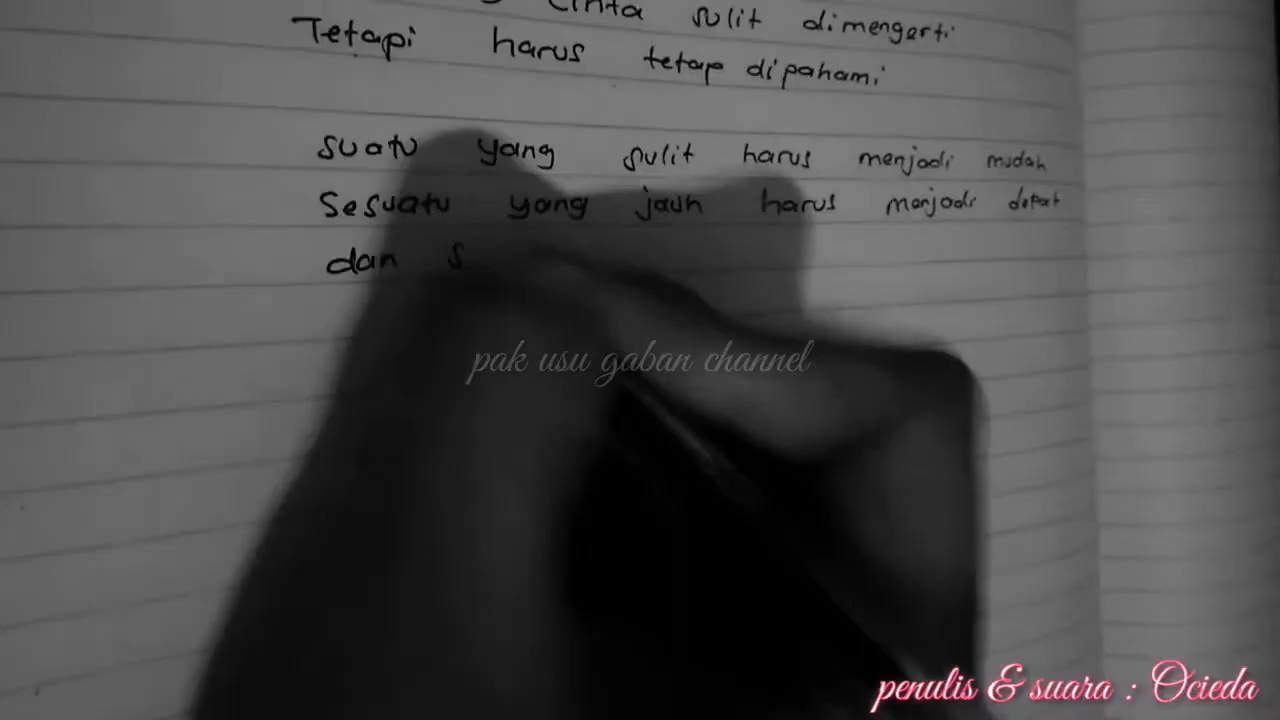 Cinta sulit dimengerti
Tetapi harus tetap dipahami
suatu yang sulit harus menjadi mudah
Sesuatu yang jauh harus menjadi dekat
dan s
pak usu gaban channel
penulis & suara : Ocieda